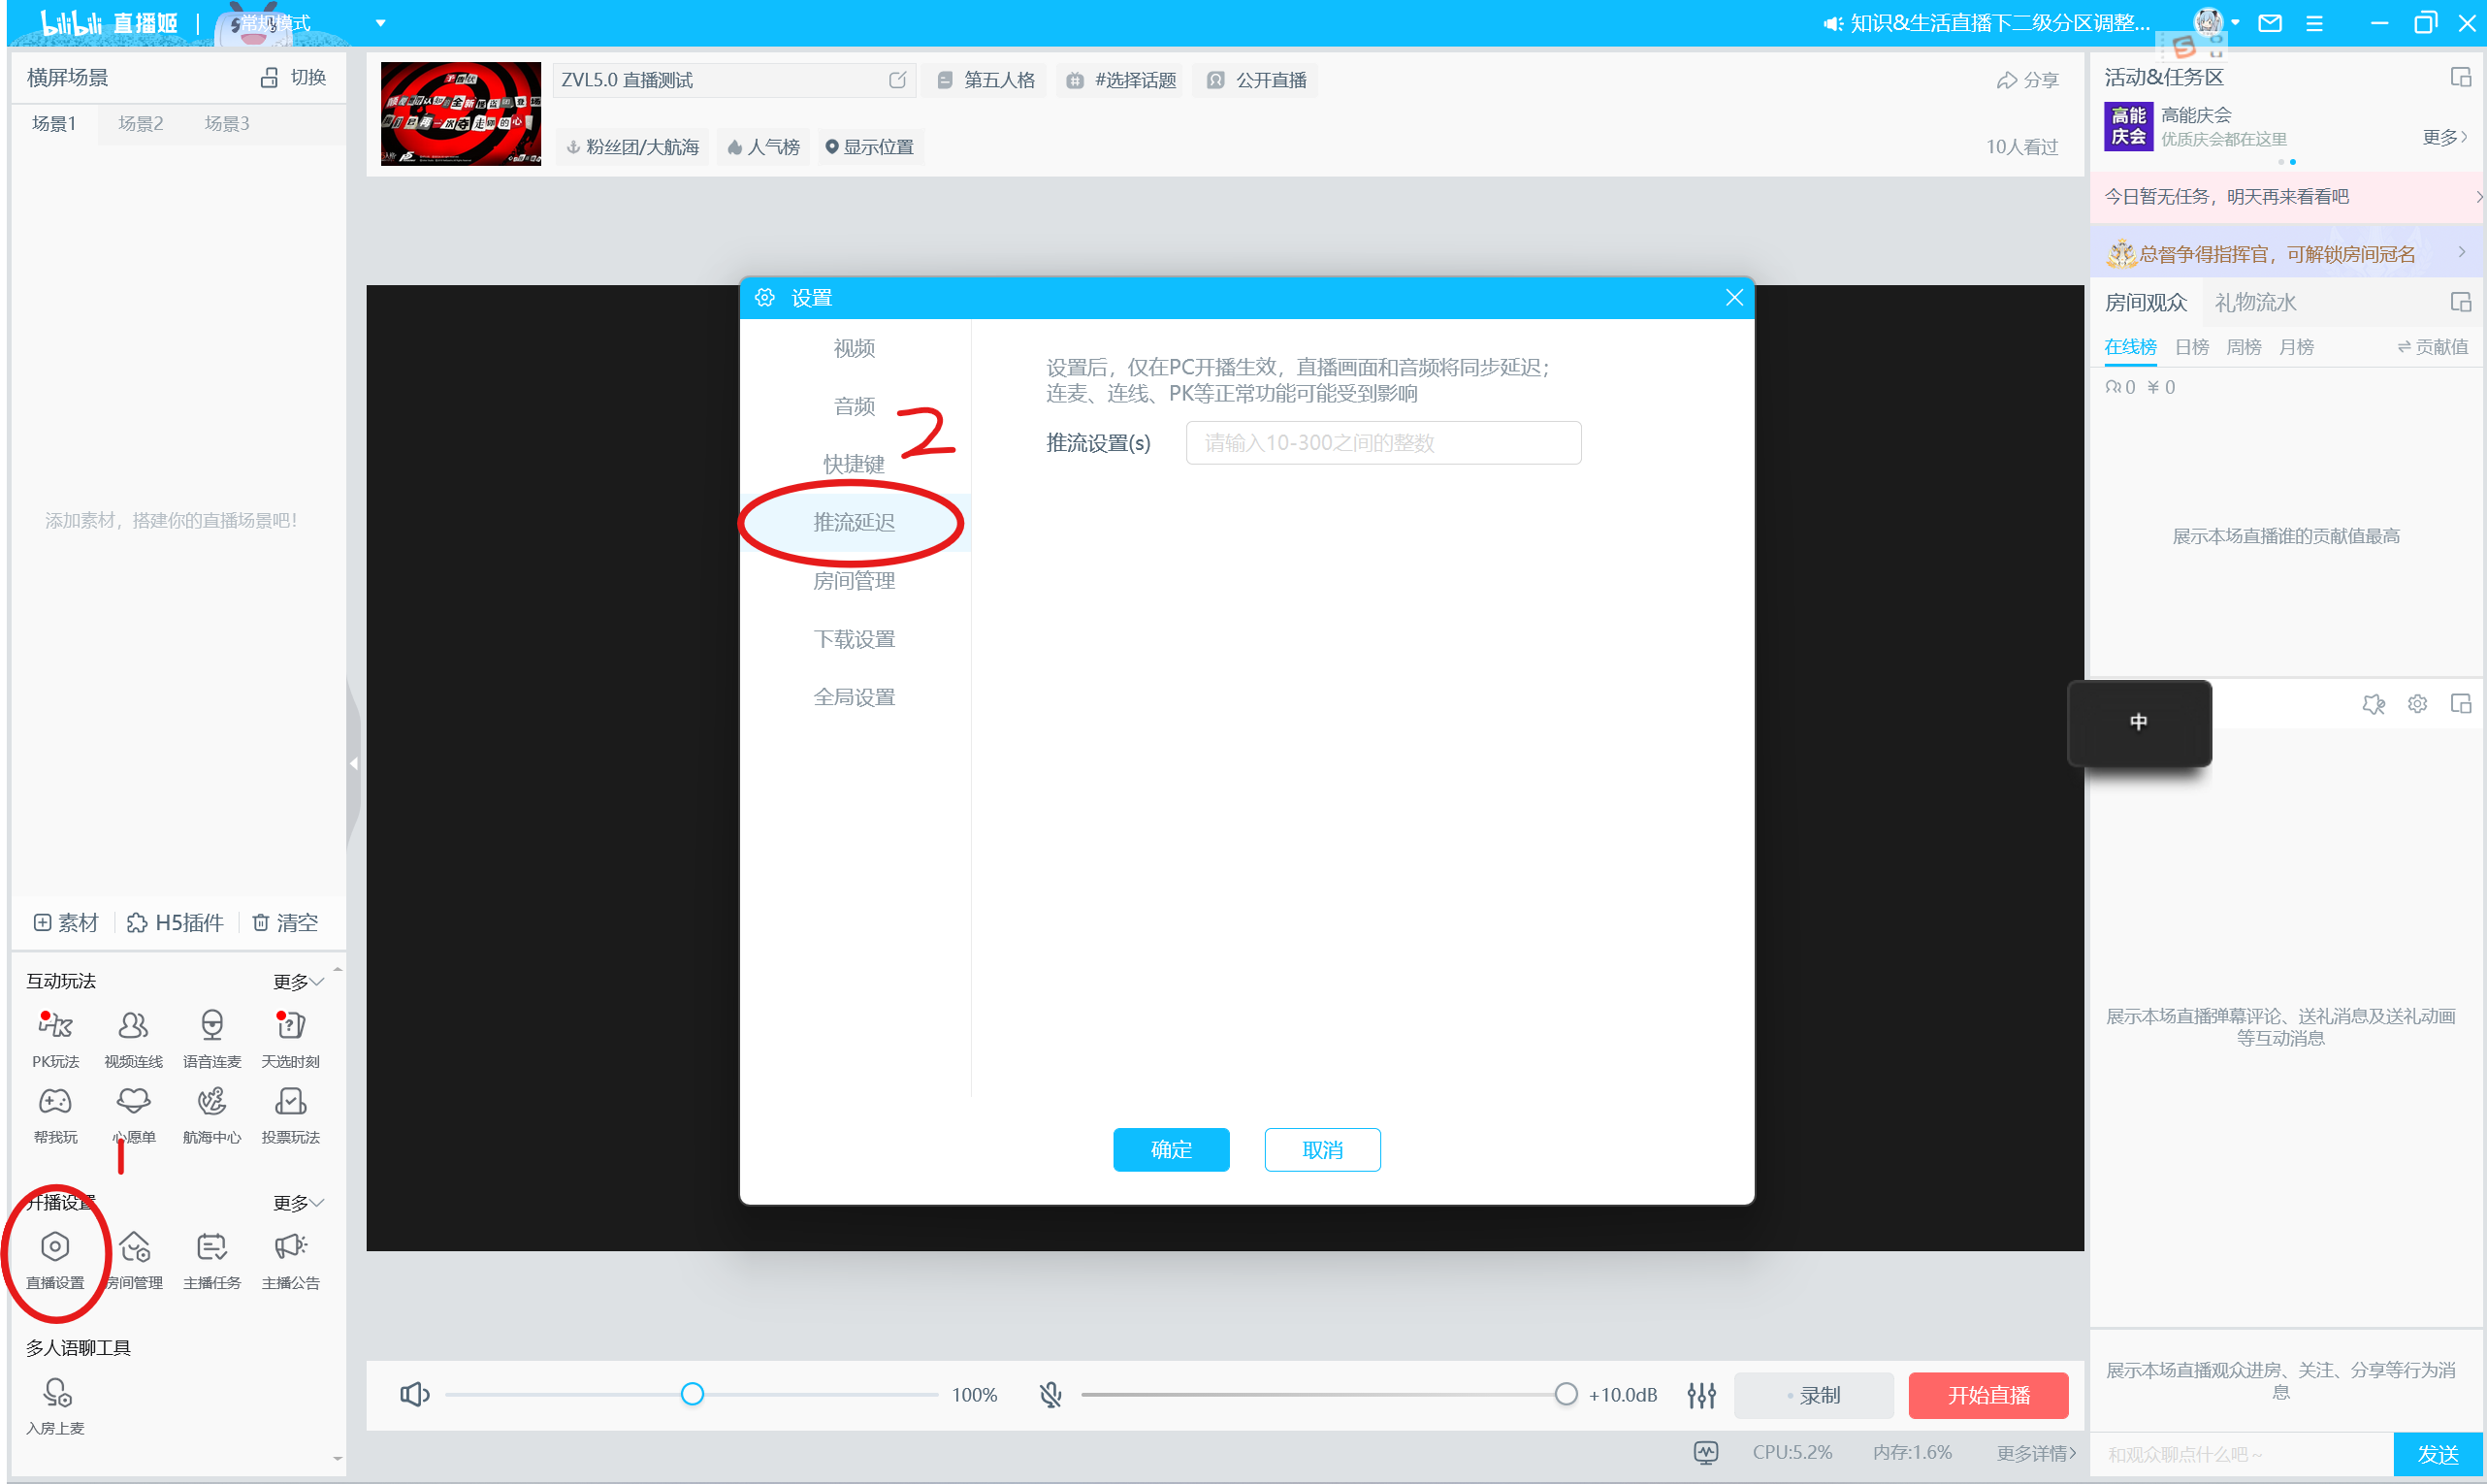 bilibili 直播姬 | 常规模式
知识&生活直播下二级分区调整...
横屏场景 切换
场景1 场景2 场景3
添加素材，搭建你的直播场景吧！
素材 H5插件 清空
互动玩法 更多
PK玩法 视频连线 语音连麦 天选时刻
帮我玩 心愿单 航海中心 投票玩法
1
开播设置 更多
直播设置 房间管理 主播任务 主播公告
多人语聊工具
入房上麦
ZVL5.0 直播测试 第五人格 #选择话题 公开直播 分享
粉丝团/大航海 人气榜 显示位置 10人看过
设置
视频
音频
2
快捷键
推流延迟
房间管理
下载设置
全局设置
设置后，仅在PC开播生效，直播画面和音频将同步延迟；
连麦、连线、PK等正常功能可能受到影响
推流设置(s) 请输入10-300之间的整数
确定 取消
100% +10.0dB 录制 开始直播
CPU:5.2% 内存:1.6% 更多详情
活动&任务区
高能
庆会
高能庆会
优质庆会都在这里
更多
今日暂无任务，明天再来看看吧
总督争得指挥官，可解锁房间冠名
房间观众 礼物流水
在线榜 日榜 周榜 月榜 贡献值
0 ¥ 0
展示本场直播谁的贡献值最高
中
展示本场直播弹幕评论、送礼消息及送礼动画
等互动消息
展示本场直播观众进房、关注、分享等行为消
息
和观众聊点什么吧~ 发送